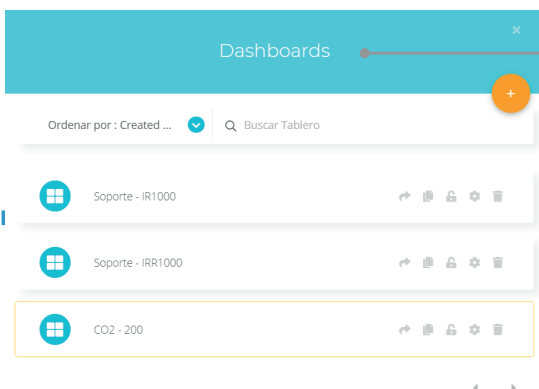 Dashboards
Ordenar por : Created ...
Buscar Tablero
Soporte - IR1000
Soporte - IRR1000
CO2 - 200